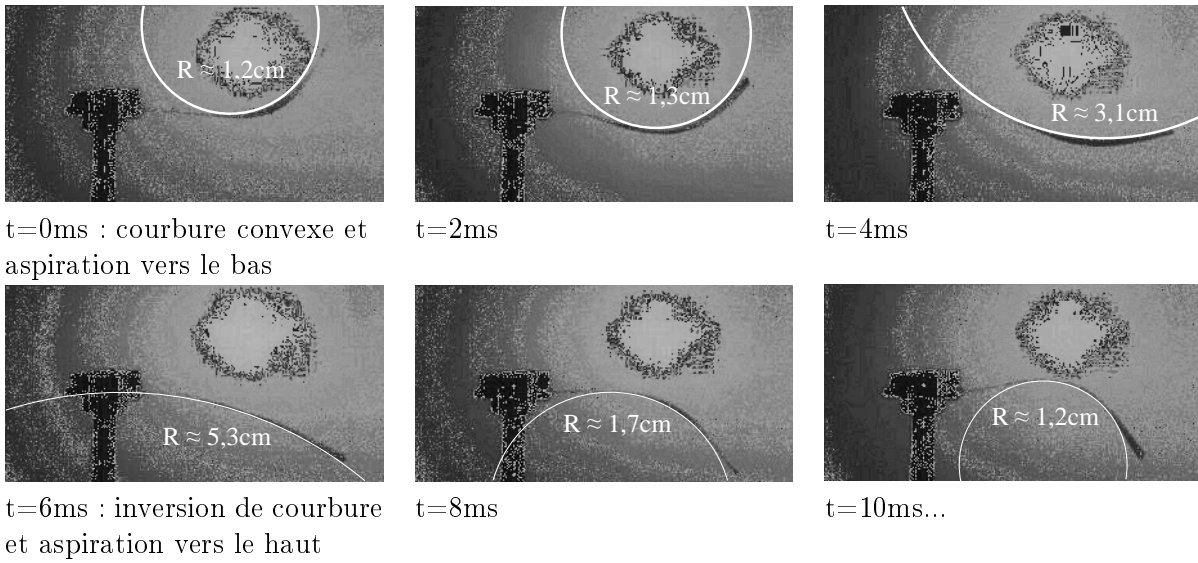 R ≈ 1,2cm
R ≈ 1,3cm
R ≈ 3,1cm
t=0ms : courbure convexe et
aspiration vers le bas
t=2ms
t=4ms
R ≈ 5,3cm
R ≈ 1,7cm
R ≈ 1,2cm
t=6ms : inversion de courbure
et aspiration vers le haut
t=8ms
t=10ms...